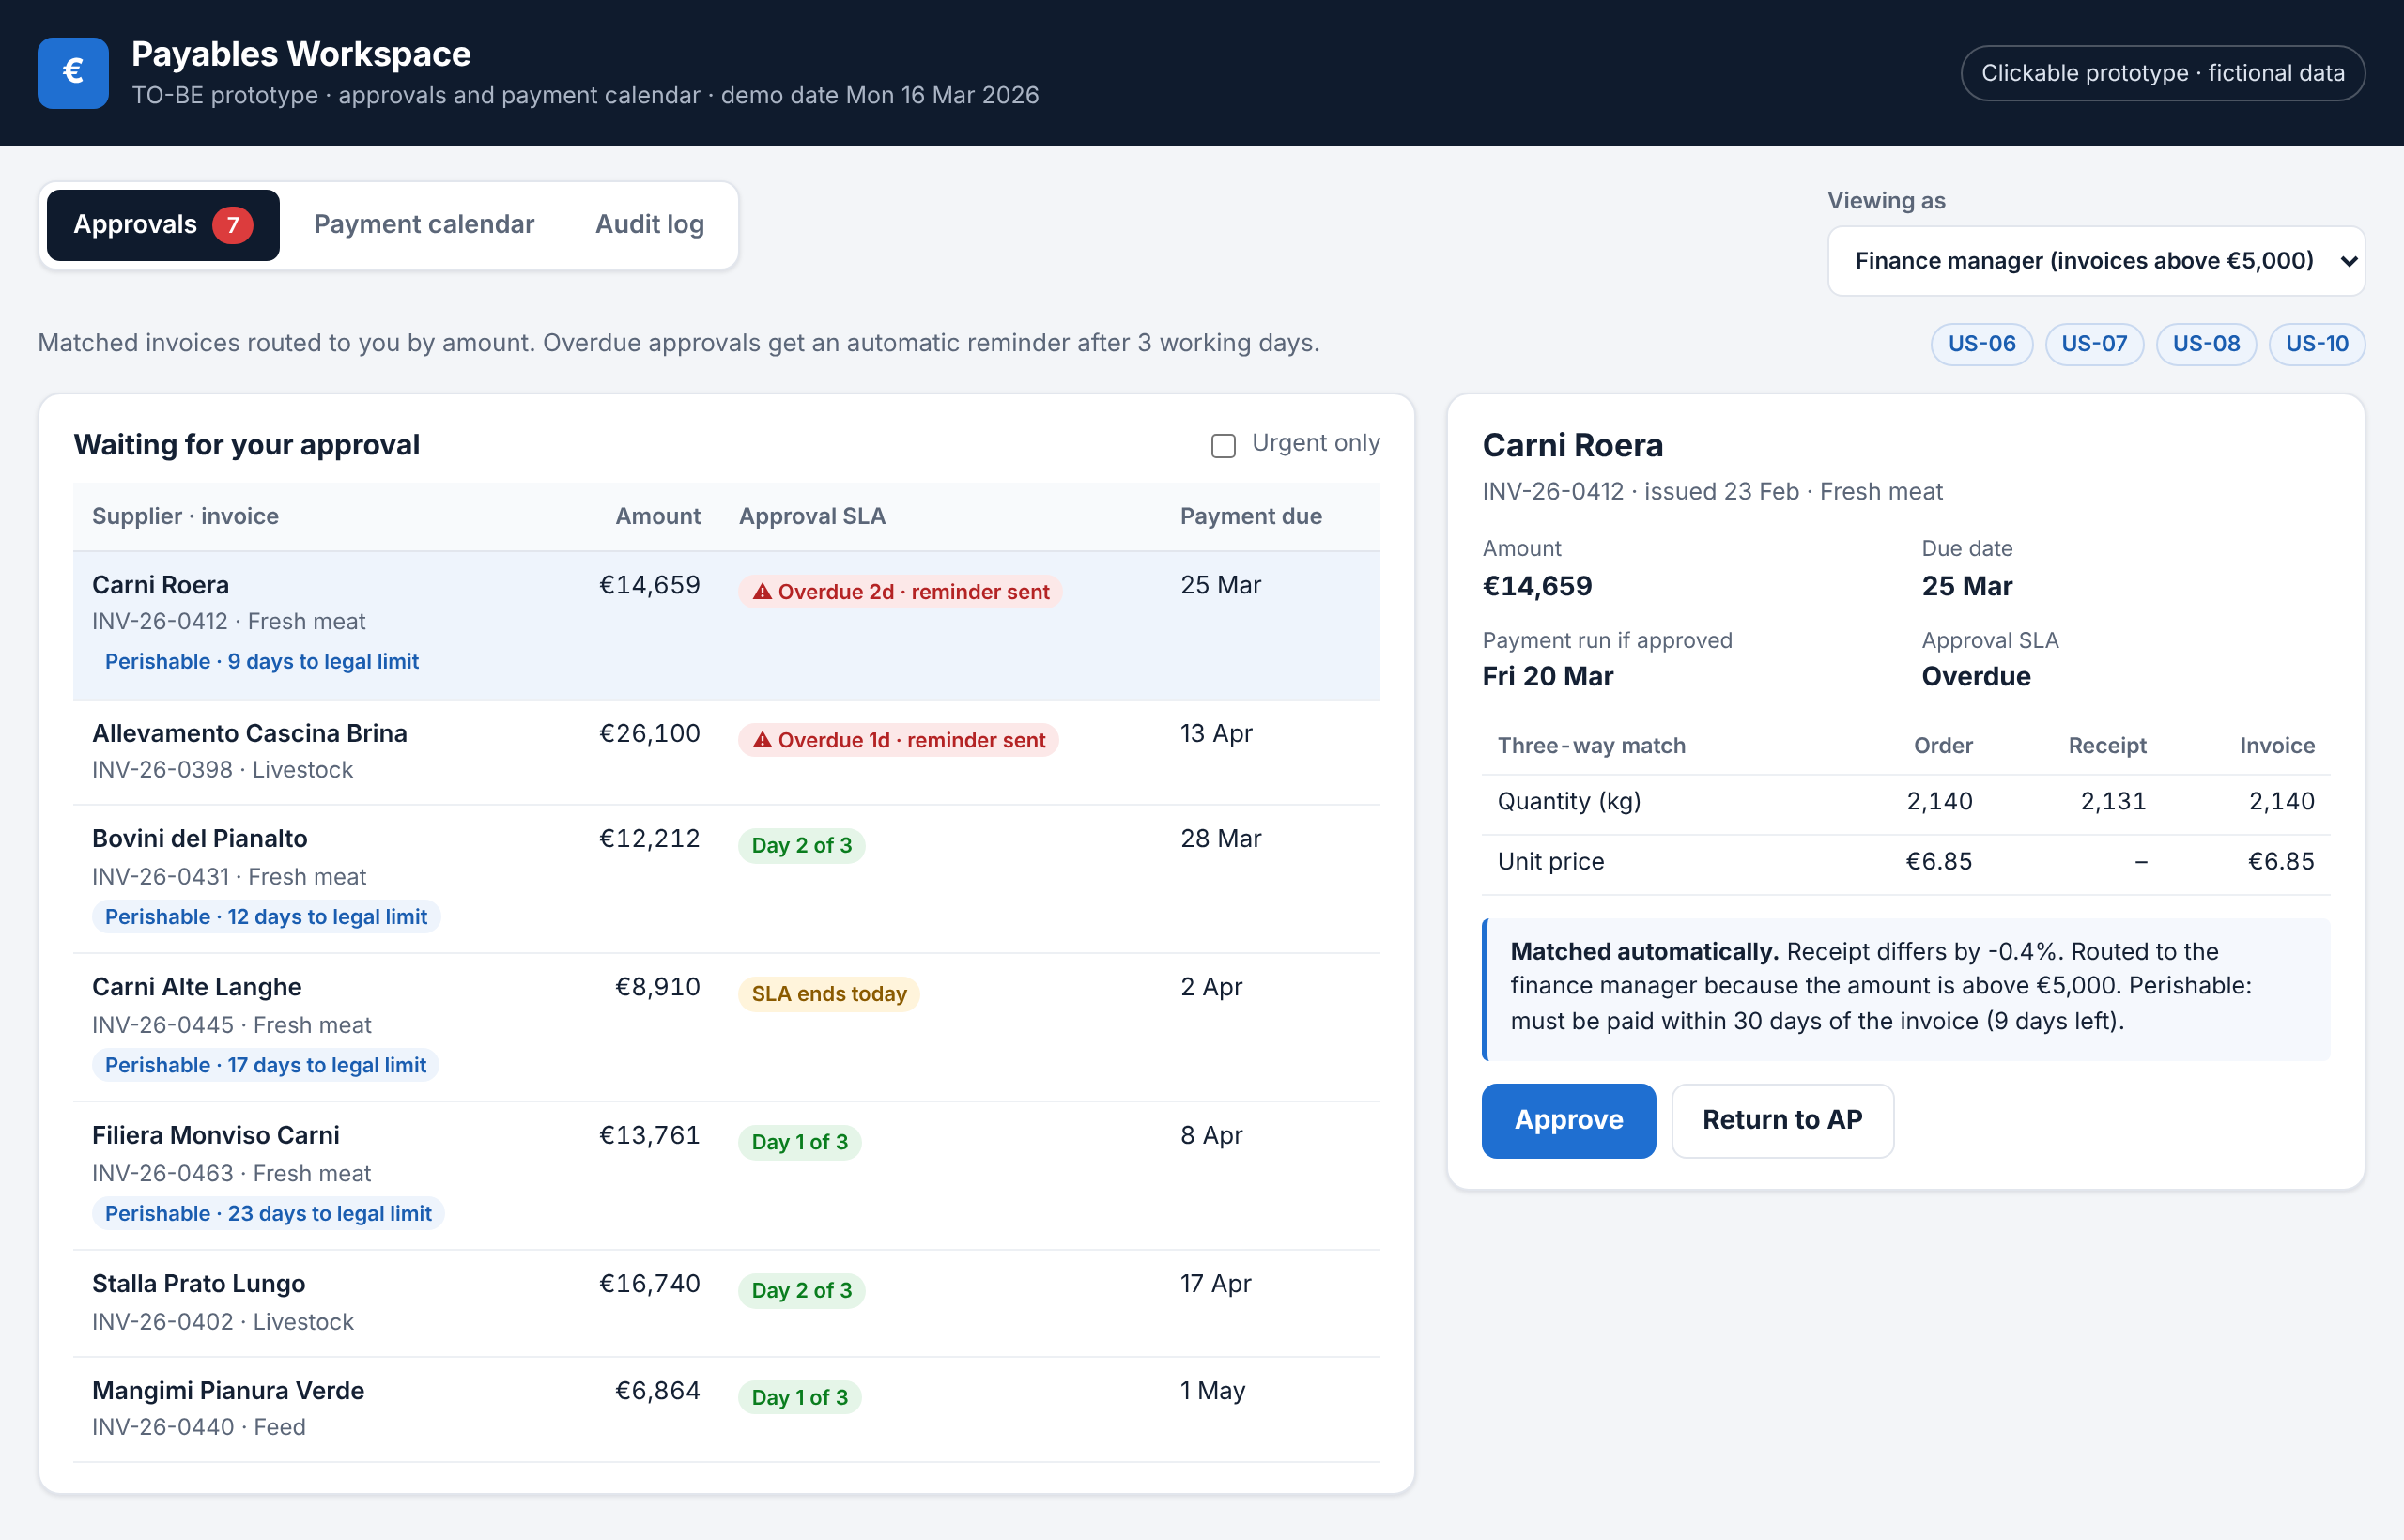 €
Payables Workspace
TO-BE prototype · approvals and payment calendar · demo date Mon 16 Mar 2026
Clickable prototype · fictional data
Approvals 7
Payment calendar
Audit log
Viewing as
Finance manager (invoices above €5,000)
Matched invoices routed to you by amount. Overdue approvals get an automatic reminder after 3 working days.
US-06 US-07 US-08 US-10
Waiting for your approval
Urgent only
Supplier · invoice Amount Approval SLA Payment due
Carni Roera €14,659 ⚠ Overdue 2d · reminder sent 25 Mar
INV-26-0412 · Fresh meat
Perishable · 9 days to legal limit
Allevamento Cascina Brina €26,100 ⚠ Overdue 1d · reminder sent 13 Apr
INV-26-0398 · Livestock
Bovini del Pianalto €12,212 Day 2 of 3 28 Mar
INV-26-0431 · Fresh meat
Perishable · 12 days to legal limit
Carni Alte Langhe €8,910 SLA ends today 2 Apr
INV-26-0445 · Fresh meat
Perishable · 17 days to legal limit
Filiera Monviso Carni €13,761 Day 1 of 3 8 Apr
INV-26-0463 · Fresh meat
Perishable · 23 days to legal limit
Stalla Prato Lungo €16,740 Day 2 of 3 17 Apr
INV-26-0402 · Livestock
Mangimi Pianura Verde €6,864 Day 1 of 3 1 May
INV-26-0440 · Feed
Carni Roera
INV-26-0412 · issued 23 Feb · Fresh meat
Amount Due date
€14,659 25 Mar
Payment run if approved Approval SLA
Fri 20 Mar Overdue
Three-way match Order Receipt Invoice
Quantity (kg) 2,140 2,131 2,140
Unit price €6.85 – €6.85
Matched automatically. Receipt differs by -0.4%. Routed to the
finance manager because the amount is above €5,000. Perishable:
must be paid within 30 days of the invoice (9 days left).
Approve Return to AP